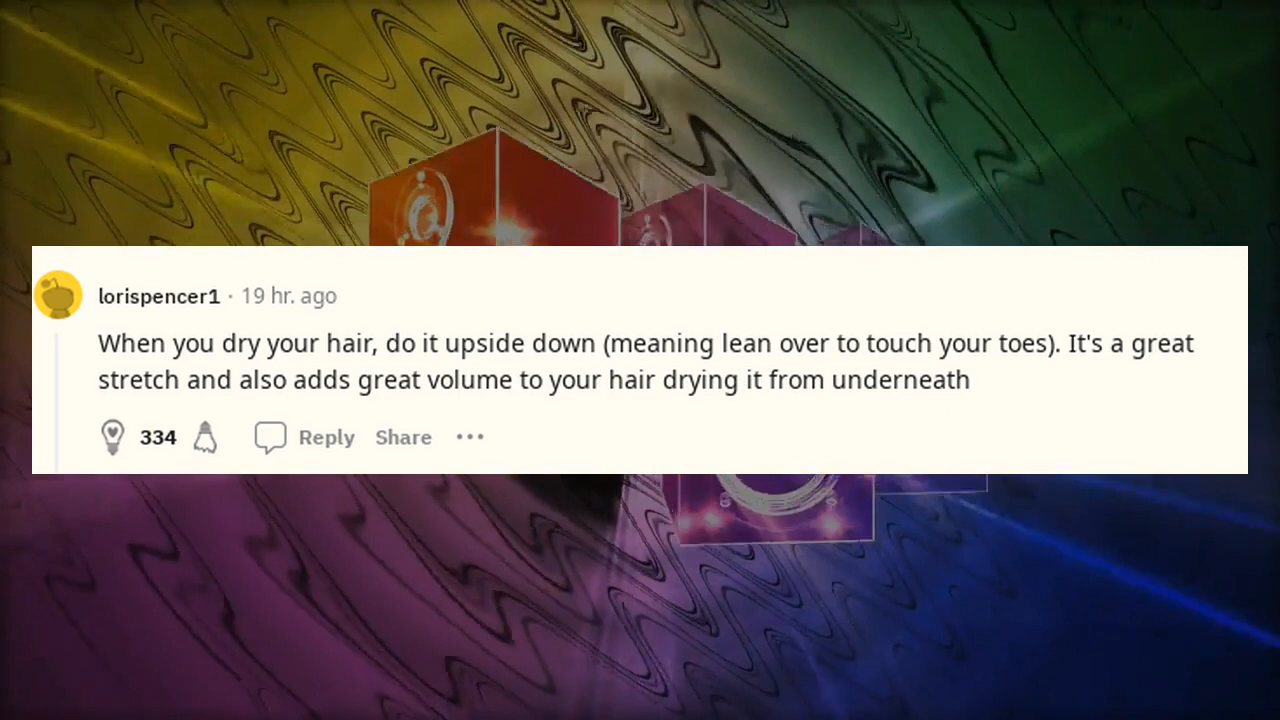 lorispencer1 · 19 hr. ago
When you dry your hair, do it upside down (meaning lean over to touch your toes). It's a great
stretch and also adds great volume to your hair drying it from underneath
334 Reply Share •••